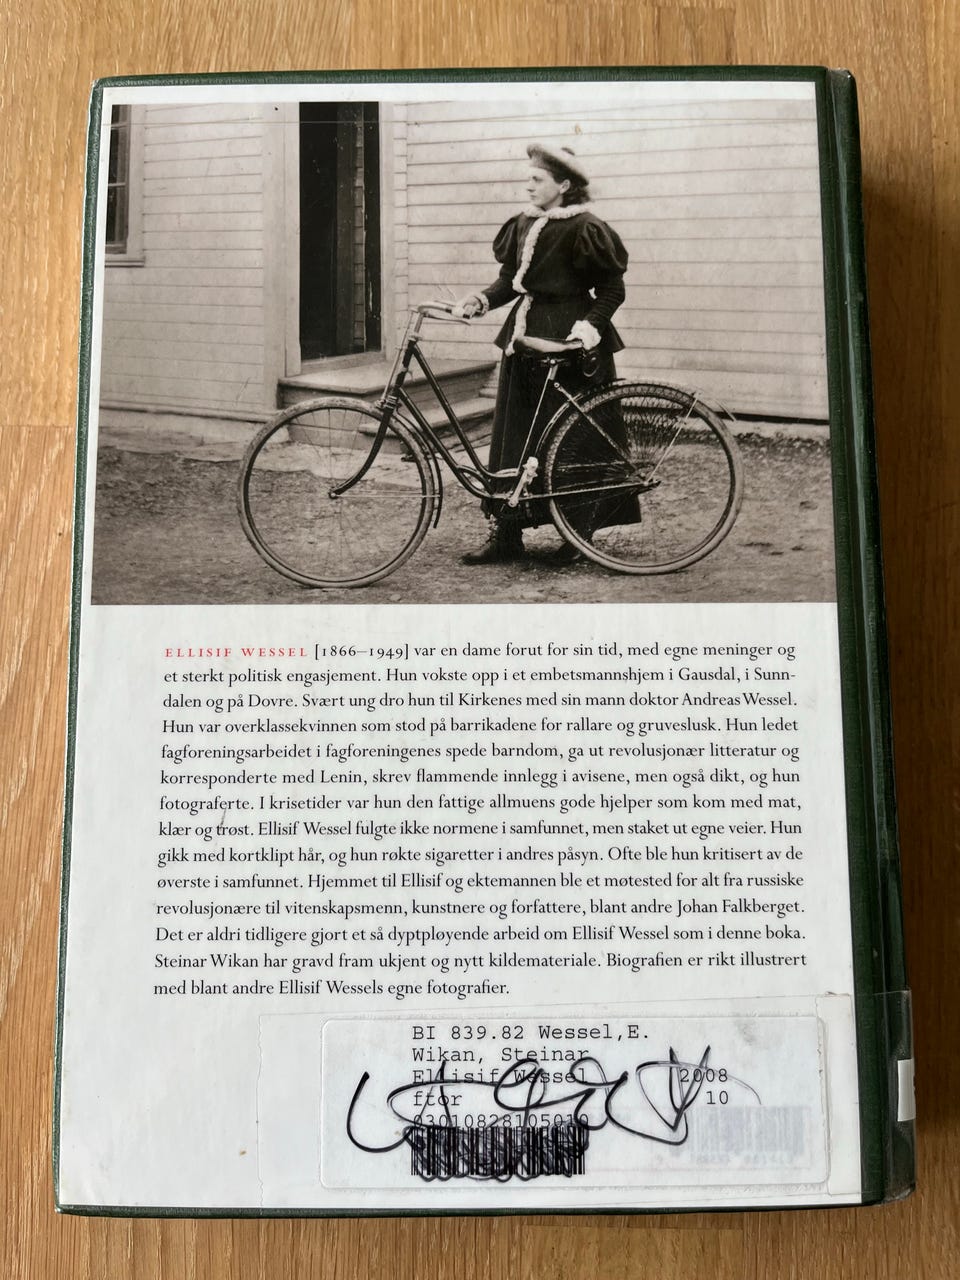 ELLISIF WESSEL [1866–1949] var en dame forut for sin tid, med egne meninger og
et sterkt politisk engasjement. Hun vokste opp i et embetsmannshjem i Gausdal, i Sunn-
dalen og på Dovre. Svært ung dro hun til Kirkenes med sin mann doktor Andreas Wessel.
Hun var overklassekvinnen som stod på barrikadene for rallare og gruveslusk. Hun ledet
fagforeningsarbeidet i fagforeningenes spede barndom, ga ut revolusjonær litteratur og
korresponderte med Lenin, skrev flammende innlegg i avisene, men også dikt, og hun
fotograferte. I krisetider var hun den fattige allmuens gode hjelper som kom med mat,
klær og trøst. Ellisif Wessel fulgte ikke normene i samfunnet, men staket ut egne veier. Hun
gikk med kortklipt hår, og hun røkte sigaretter i andres påsyn. Ofte ble hun kritisert av de
øverste i samfunnet. Hjemmet til Ellisif og ektemannen ble et møtested for alt fra russiske
revolusjonære til vitenskapsmenn, kunstnere og forfattere, blant andre Johan Falkberget.
Det er aldri tidligere gjort et så dyptpløyende arbeid om Ellisif Wessel som i denne boka.
Steinar Wikan har gravd fram ukjent og nytt kildemateriale. Biografien er rikt illustrert
med blant andre Ellisif Wessels egne fotografier.
BI 839.82 Wessel,E.
Wikan, Steinar
Ellisif Wessel 2008
ftor 10
03010828105010